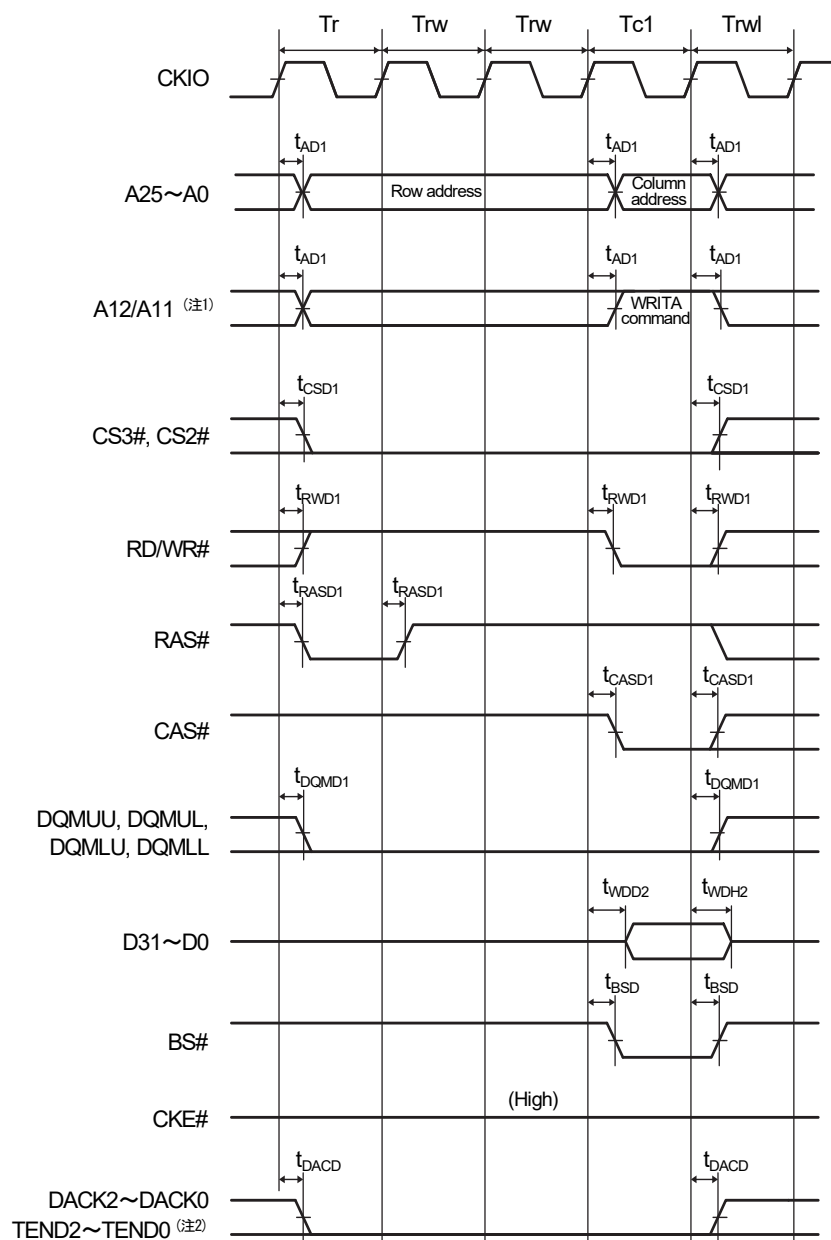 Tr Trw Trw Tc1 Trwl
CKIO
tAD1 tAD1 tAD1
A25～A0 Row address Column address
tAD1 tAD1 tAD1
A12/A11 (注1) WRITA command
tCSD1 tCSD1
CS3#, CS2#
tRWD1 tRWD1 tRWD1
RD/WR#
tRASD1 tRASD1
RAS#
tCASD1 tCASD1
CAS#
tDQMD1 tDQMD1
DQMUU, DQMUL,
DQMLU, DQMLL
tWDD2 tWDH2
D31～D0
tBSD tBSD
BS#
(High)
CKE#
tDACD tDACD
DACK2～DACK0
TEND2～TEND0 (注2)